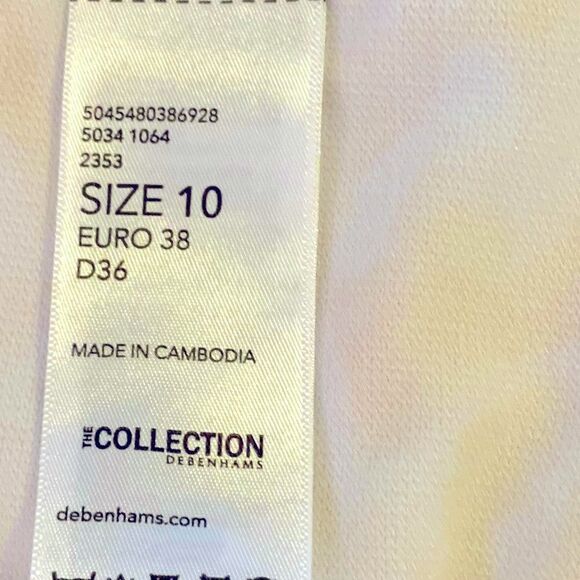 5045480386928
5034 1064
2353
SIZE 10
EURO 38
D36
MADE IN CAMBODIA
THE COLLECTION
DEBENHAMS
debenhams.com